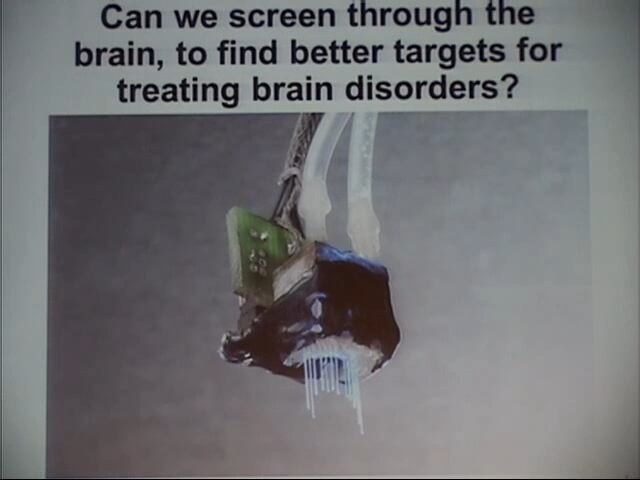 Can we screen through the
brain, to find better targets for
treating brain disorders?